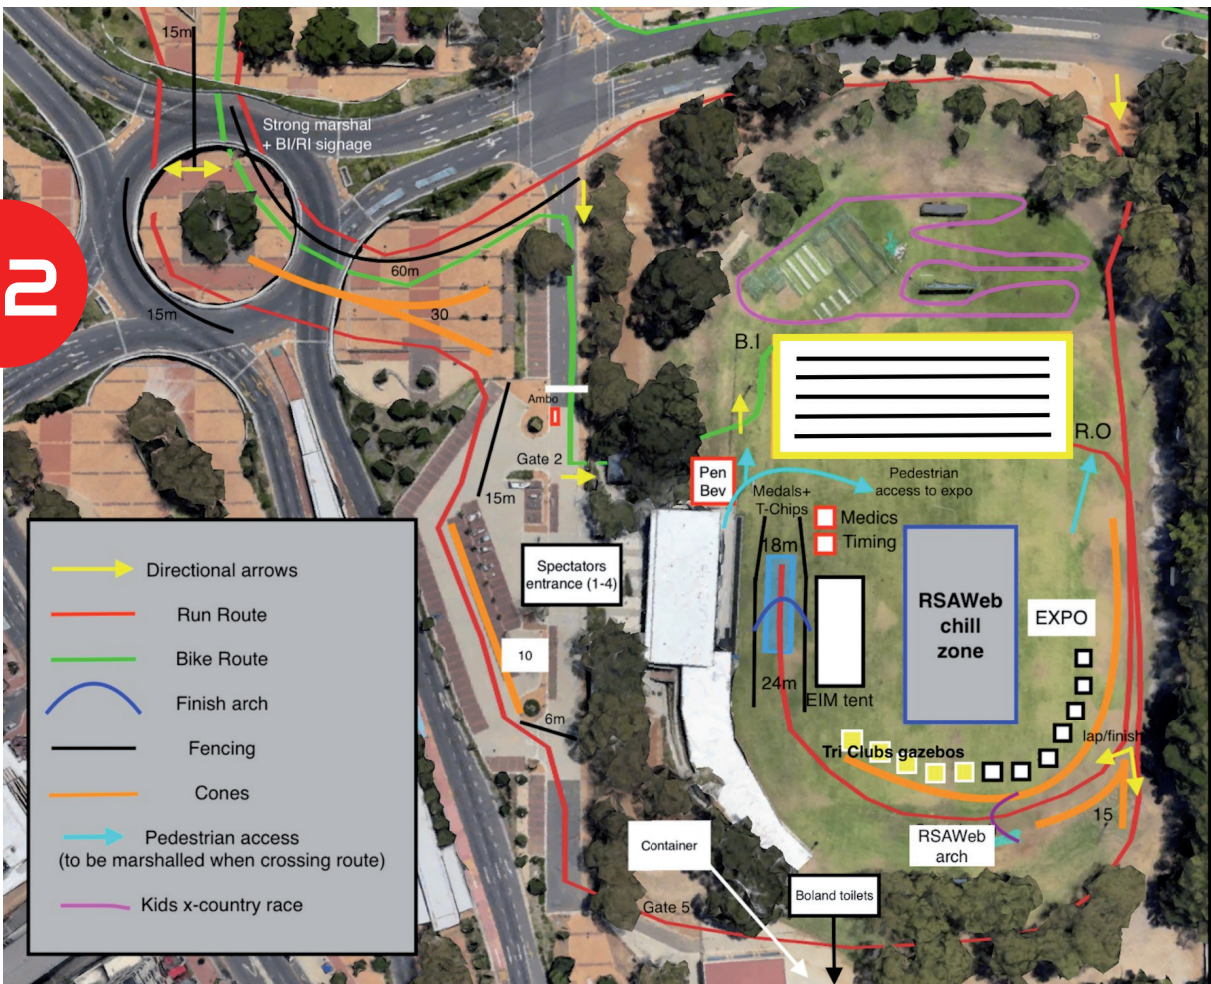 15m
Strong marshal
+ BI/RI signage
2
60m
15m
30
B.I
R.O
Ambo
Gate 2
15m
Pen
Bev
Pedestrian
access to expo
Medals+
T-Chips
Medics
18m
Timing
Spectators
entrance (1-4)
RSAWeb
chill
zone
EXPO
10
24m
EIM tent
6m
lap/finish
Tri Clubs gazebos
15
RSAWeb
arch
Container
Boland toilets
Gate 5
Directional arrows
Run Route
Bike Route
Finish arch
Fencing
Cones
Pedestrian access
(to be marshalled when crossing route)
Kids x-country race